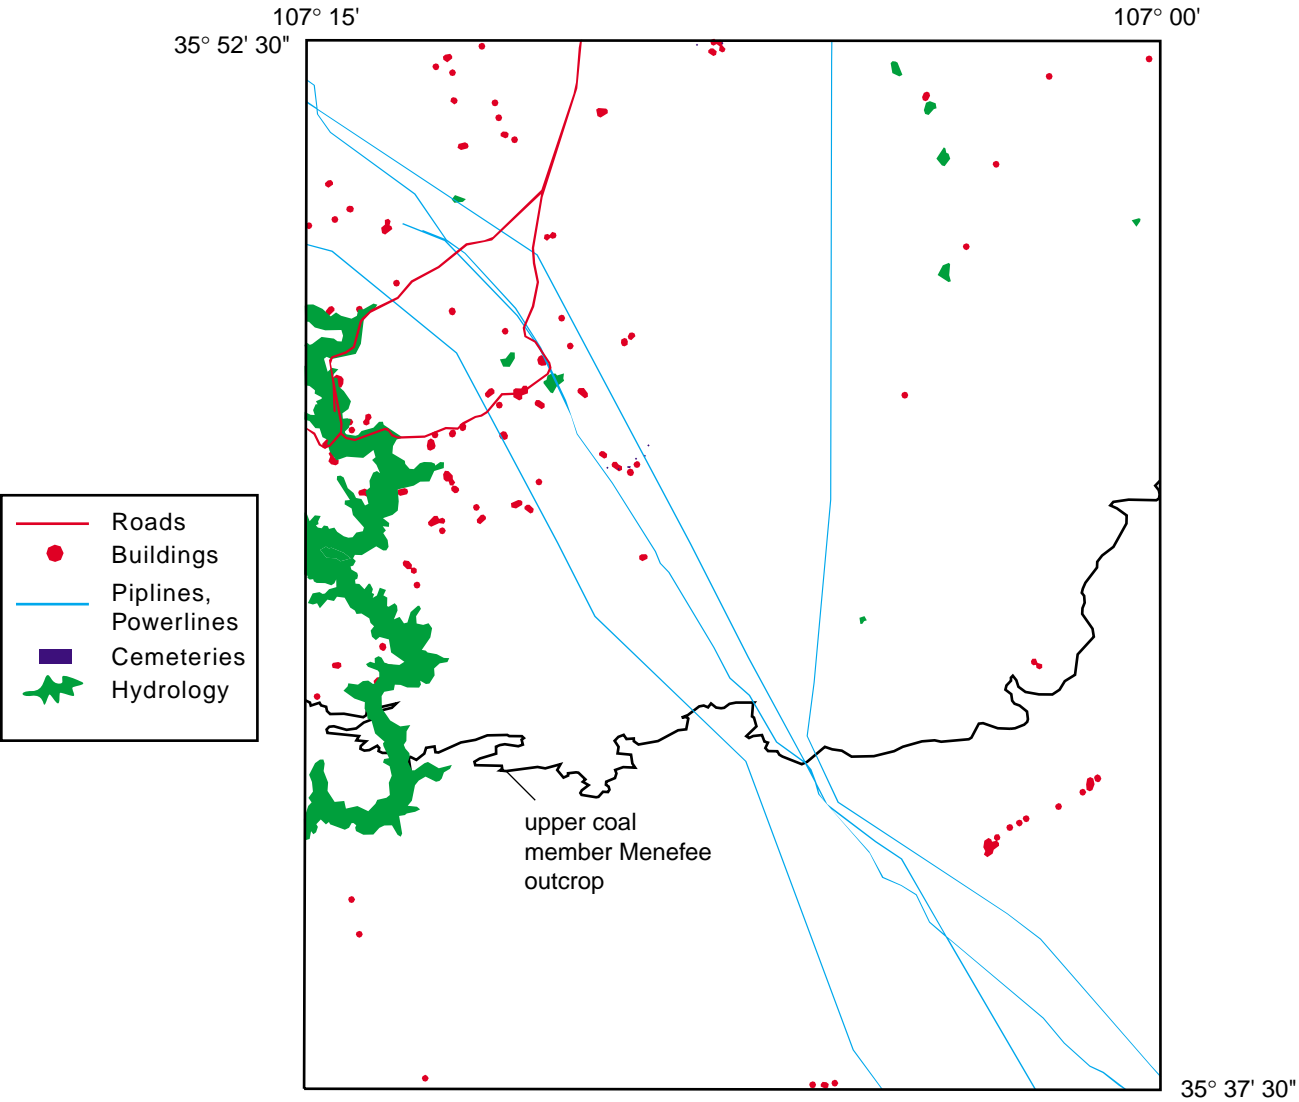 107° 15'
107° 00'
35° 52' 30"
Roads
Buildings
Piplines,
Powerlines
Cemeteries
Hydrology
upper coal
member Menefee
outcrop
35° 37' 30"